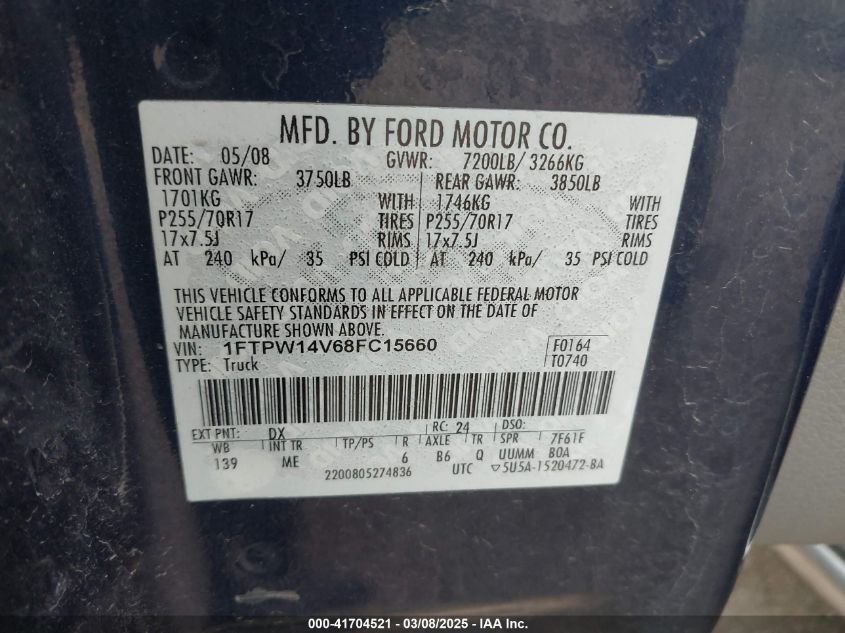 MFD. BY FORD MOTOR CO.
DATE: 05/08 GVWR: 7200LB/ 3266KG
FRONT GAWR: 3750LB REAR GAWR: 3850LB
1701KG WITH 1746KG WITH
P255/70R17 TIRES P255/70R17 TIRES
17x7.5J RIMS 17x7.5J RIMS
AT 240 kPa/ 35 PSI COLD AT 240 kPa/ 35 PSI COLD
THIS VEHICLE CONFORMS TO ALL APPLICABLE FEDERAL MOTOR
VEHICLE SAFETY STANDARDS IN EFFECT ON THE DATE OF
MANUFACTURE SHOWN ABOVE.
VIN: 1FTPW14V68FC15660 F0164
TYPE: Truck T0740
EXT PNT: DX RC: 24 DSO:
WB INT TR TP/PS R AXLE TR SPR 7F61F
139 ME 6 B6 Q UUMM BOA
2200805274836 UTC ▽5U5A-1520472-BA
000-41704521 - 03/08/2025 - IAA Inc.